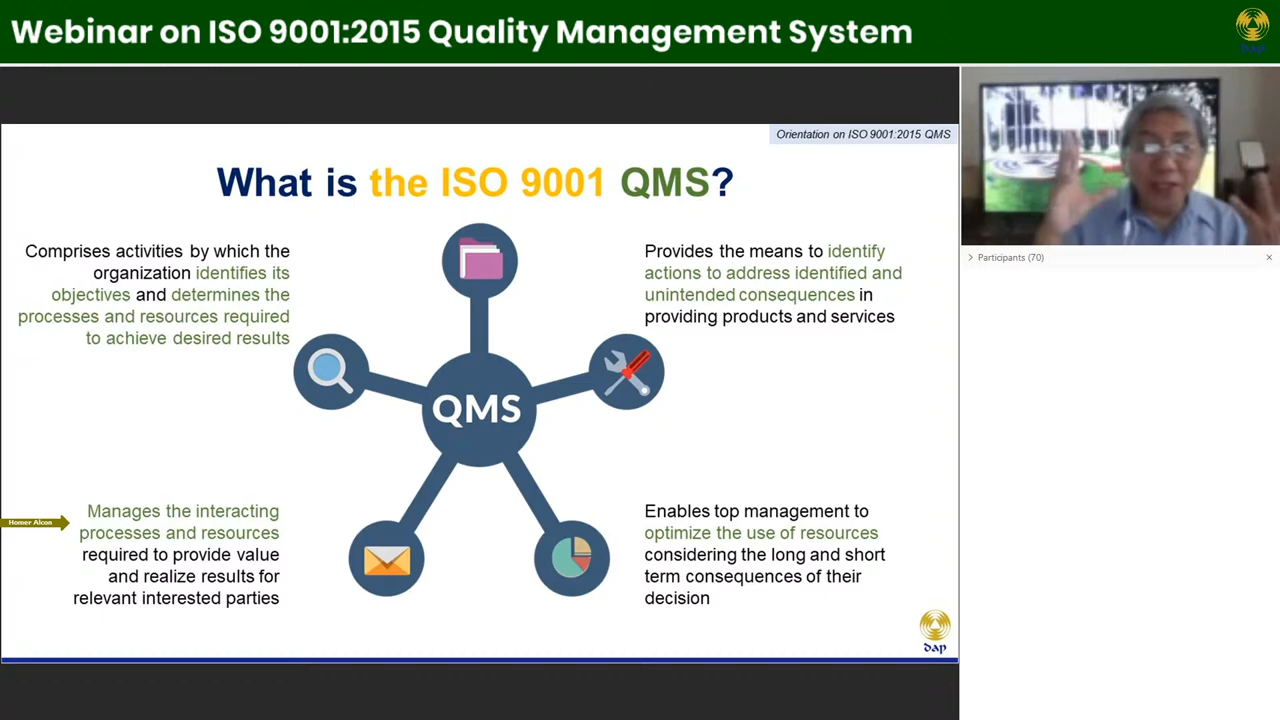 Webinar on ISO 9001:2015 Quality Management System
dap
Orientation on ISO 9001:2015 QMS
What is the ISO 9001 QMS?
Comprises activities by which the
organization identifies its
objectives and determines the
processes and resources required
to achieve desired results
Provides the means to identify
actions to address identified and
unintended consequences in
providing products and services
QMS
Homer Alcon
Manages the interacting
processes and resources
required to provide value
and realize results for
relevant interested parties
Enables top management to
optimize the use of resources
considering the long and short
term consequences of their
decision
dap
Participants (70)